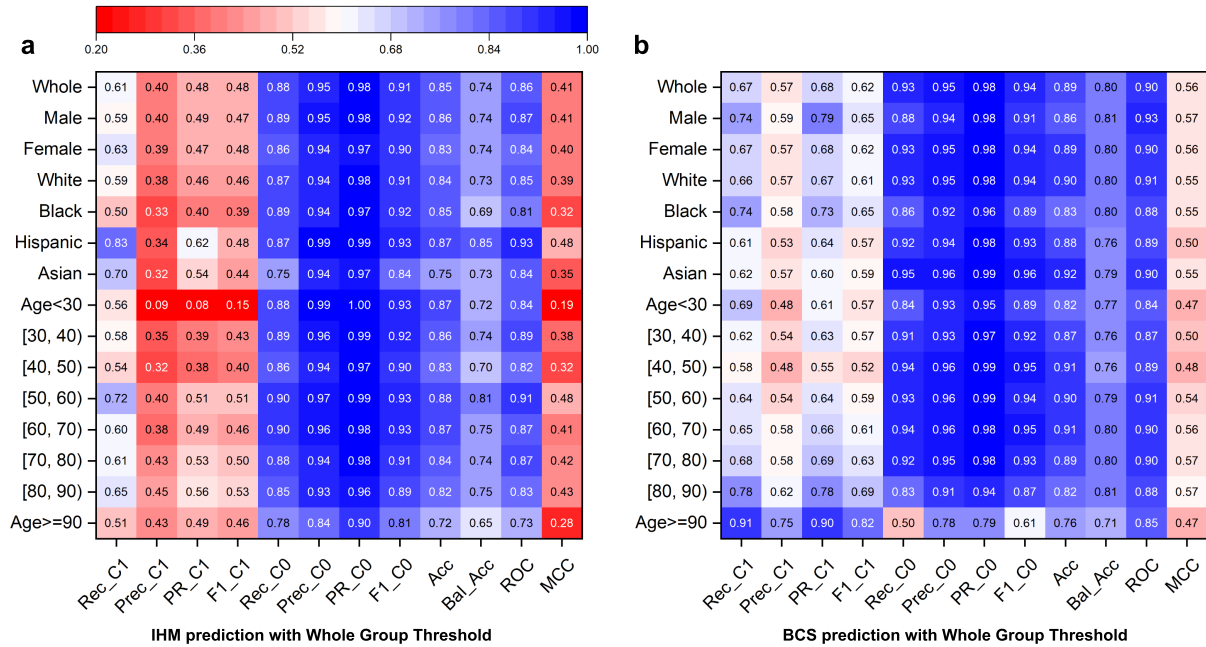 a
0.20 0.36 0.52 0.68 0.84 1.00
Whole 0.61 0.40 0.48 0.48 0.88 0.95 0.98 0.91 0.85 0.74 0.86 0.41
Male 0.59 0.40 0.49 0.47 0.89 0.95 0.98 0.92 0.86 0.74 0.87 0.41
Female 0.63 0.39 0.47 0.48 0.86 0.94 0.97 0.90 0.83 0.74 0.84 0.40
White 0.59 0.38 0.46 0.46 0.87 0.94 0.98 0.91 0.84 0.73 0.85 0.39
Black 0.50 0.33 0.40 0.39 0.89 0.94 0.97 0.92 0.85 0.69 0.81 0.32
Hispanic 0.83 0.34 0.62 0.48 0.87 0.99 0.99 0.93 0.87 0.85 0.93 0.48
Asian 0.70 0.32 0.54 0.44 0.75 0.94 0.97 0.84 0.75 0.73 0.84 0.35
Age<30 0.56 0.09 0.08 0.15 0.88 0.99 1.00 0.93 0.87 0.72 0.84 0.19
[30, 40) 0.58 0.35 0.39 0.43 0.89 0.96 0.99 0.92 0.86 0.74 0.89 0.38
[40, 50) 0.54 0.32 0.38 0.40 0.86 0.94 0.97 0.90 0.83 0.70 0.82 0.32
[50, 60) 0.72 0.40 0.51 0.51 0.90 0.97 0.99 0.93 0.88 0.81 0.91 0.48
[60, 70) 0.60 0.38 0.49 0.46 0.90 0.96 0.98 0.93 0.87 0.75 0.87 0.41
[70, 80) 0.61 0.43 0.53 0.50 0.88 0.94 0.98 0.91 0.84 0.74 0.87 0.42
[80, 90) 0.65 0.45 0.56 0.53 0.85 0.93 0.96 0.89 0.82 0.75 0.83 0.43
Age>=90 0.51 0.43 0.49 0.46 0.78 0.84 0.90 0.81 0.72 0.65 0.73 0.28
Rec_C1 Prec_C1 PR_C1 F1_C1 Rec_C0 Prec_C0 PR_C0 F1_C0 Acc Bal_Acc ROC MCC
IHM prediction with Whole Group Threshold
b
Whole 0.67 0.57 0.68 0.62 0.93 0.95 0.98 0.94 0.89 0.80 0.90 0.56
Male 0.74 0.59 0.79 0.65 0.88 0.94 0.98 0.91 0.86 0.81 0.93 0.57
Female 0.67 0.57 0.68 0.62 0.93 0.95 0.98 0.94 0.89 0.80 0.90 0.56
White 0.66 0.57 0.67 0.61 0.93 0.95 0.98 0.94 0.90 0.80 0.91 0.55
Black 0.74 0.58 0.73 0.65 0.86 0.92 0.96 0.89 0.83 0.80 0.88 0.55
Hispanic 0.61 0.53 0.64 0.57 0.92 0.94 0.98 0.93 0.88 0.76 0.89 0.50
Asian 0.62 0.57 0.60 0.59 0.95 0.96 0.99 0.96 0.92 0.79 0.90 0.55
Age<30 0.69 0.48 0.61 0.57 0.84 0.93 0.95 0.89 0.82 0.77 0.84 0.47
[30, 40) 0.62 0.54 0.63 0.57 0.91 0.93 0.97 0.92 0.87 0.76 0.87 0.50
[40, 50) 0.58 0.48 0.55 0.52 0.94 0.96 0.99 0.95 0.91 0.76 0.89 0.48
[50, 60) 0.64 0.54 0.64 0.59 0.93 0.96 0.99 0.94 0.90 0.79 0.91 0.54
[60, 70) 0.65 0.58 0.66 0.61 0.94 0.96 0.98 0.95 0.91 0.80 0.90 0.56
[70, 80) 0.68 0.58 0.69 0.63 0.92 0.95 0.98 0.93 0.89 0.80 0.90 0.57
[80, 90) 0.78 0.62 0.78 0.69 0.83 0.91 0.94 0.87 0.82 0.81 0.88 0.57
Age>=90 0.91 0.75 0.90 0.82 0.50 0.78 0.79 0.61 0.76 0.71 0.85 0.47
Rec_C1 Prec_C1 PR_C1 F1_C1 Rec_C0 Prec_C0 PR_C0 F1_C0 Acc Bal_Acc ROC MCC
BCS prediction with Whole Group Threshold